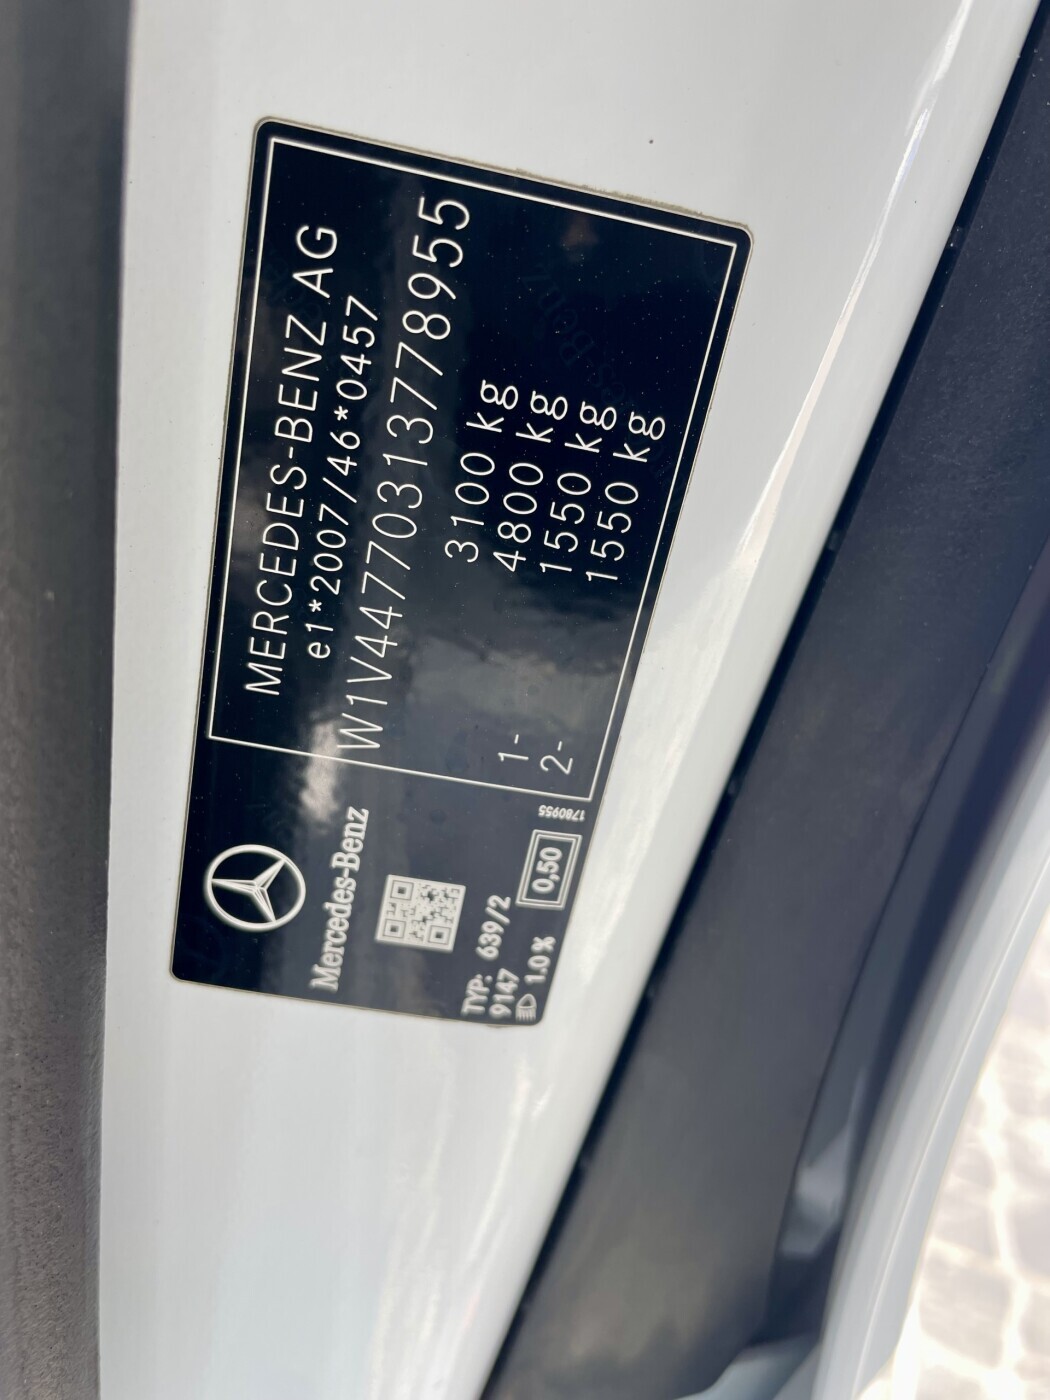 MERCEDES-BENZ AG
e1*2007/46*0457
W1V44770313778955
3100 kg
4800 kg
1- 1550 kg
2- 1550 kg
Mercedes-Benz
TYP: 639/2
9147
1.0 %
0,50
1780955